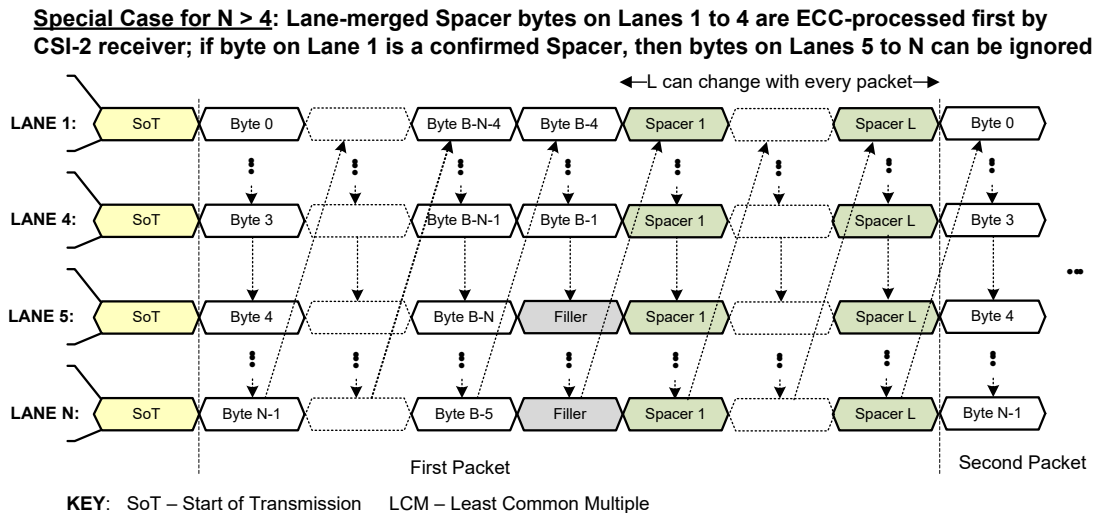 Special Case for N > 4: Lane-merged Spacer bytes on Lanes 1 to 4 are ECC-processed first by
CSI-2 receiver; if byte on Lane 1 is a confirmed Spacer, then bytes on Lanes 5 to N can be ignored
L can change with every packet
LANE 1: SoT Byte 0 Byte B-N-4 Byte B-4 Spacer 1 Spacer L Byte 0
LANE 4: SoT Byte 3 Byte B-N-1 Byte B-1 Spacer 1 Spacer L Byte 3
LANE 5: SoT Byte 4 Byte B-N Filler Spacer 1 Spacer L Byte 4
LANE N: SoT Byte N-1 Byte B-5 Filler Spacer 1 Spacer L Byte N-1
First Packet Second Packet
KEY: SoT – Start of Transmission LCM – Least Common Multiple